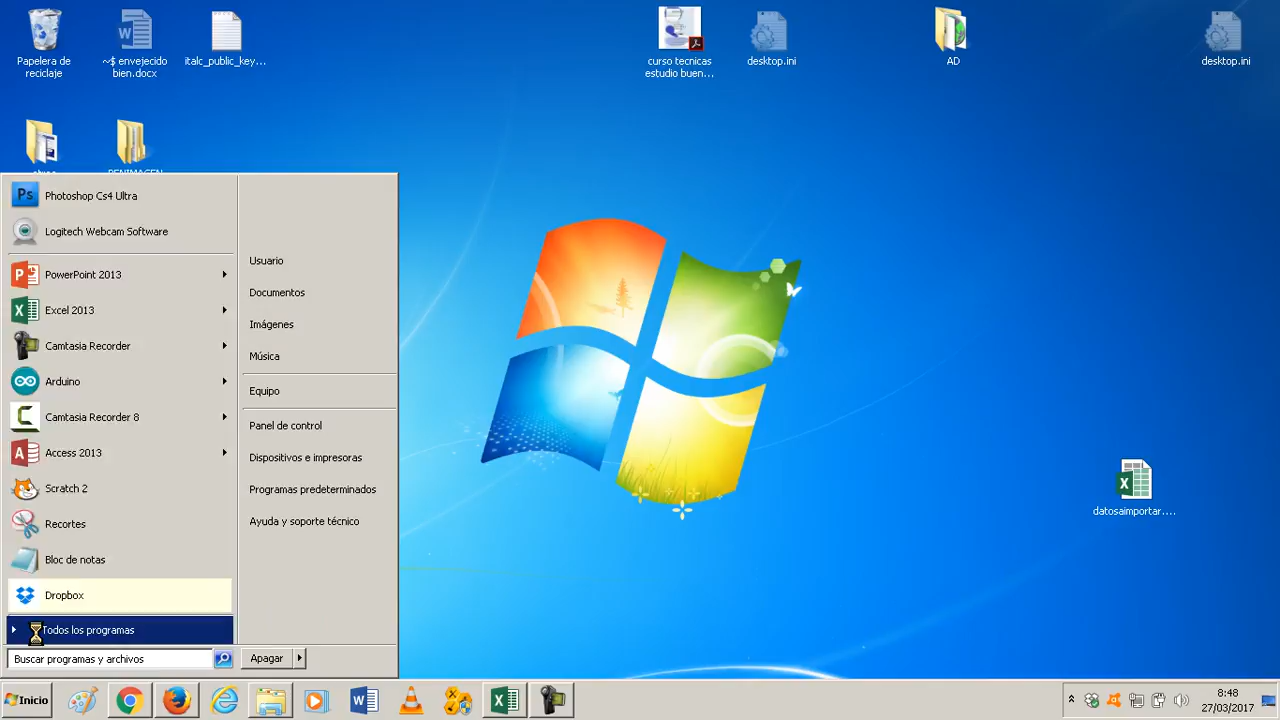 Papelera de
reciclaje
~$ envejecido
bien.docx
italc_public_key...
curso tecnicas
estudio buen...
desktop.ini
AD
desktop.ini
Ps
Photoshop Cs4 Ultra
Logitech Webcam Software
PowerPoint 2013
Excel 2013
Camtasia Recorder
Arduino
Camtasia Recorder 8
Access 2013
Scratch 2
Recortes
Bloc de notas
Dropbox
Todos los programas
Buscar programas y archivos
Usuario
Documentos
Imágenes
Música
Equipo
Panel de control
Dispositivos e impresoras
Programas predeterminados
Ayuda y soporte técnico
Apagar
datosaimportar....
Inicio
8:48
27/03/2017